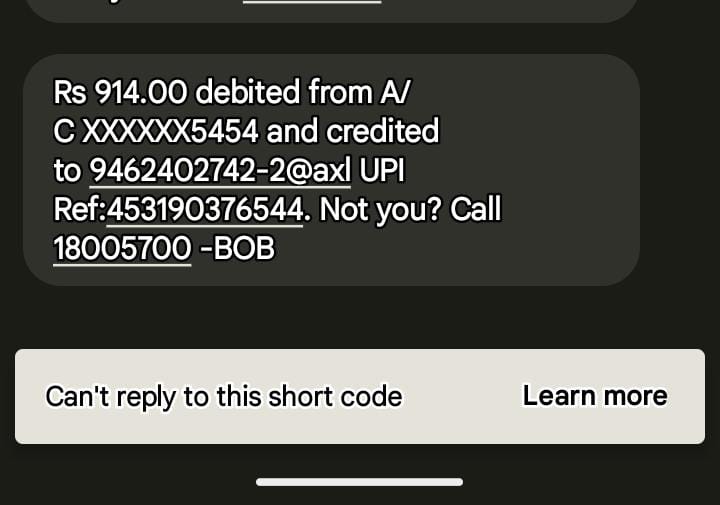 Rs 914.00 debited from A/
C XXXXXX5454 and credited
to 9462402742-2@axl UPI
Ref:453190376544. Not you? Call
18005700 -BOB
Can't reply to this short code
Learn more